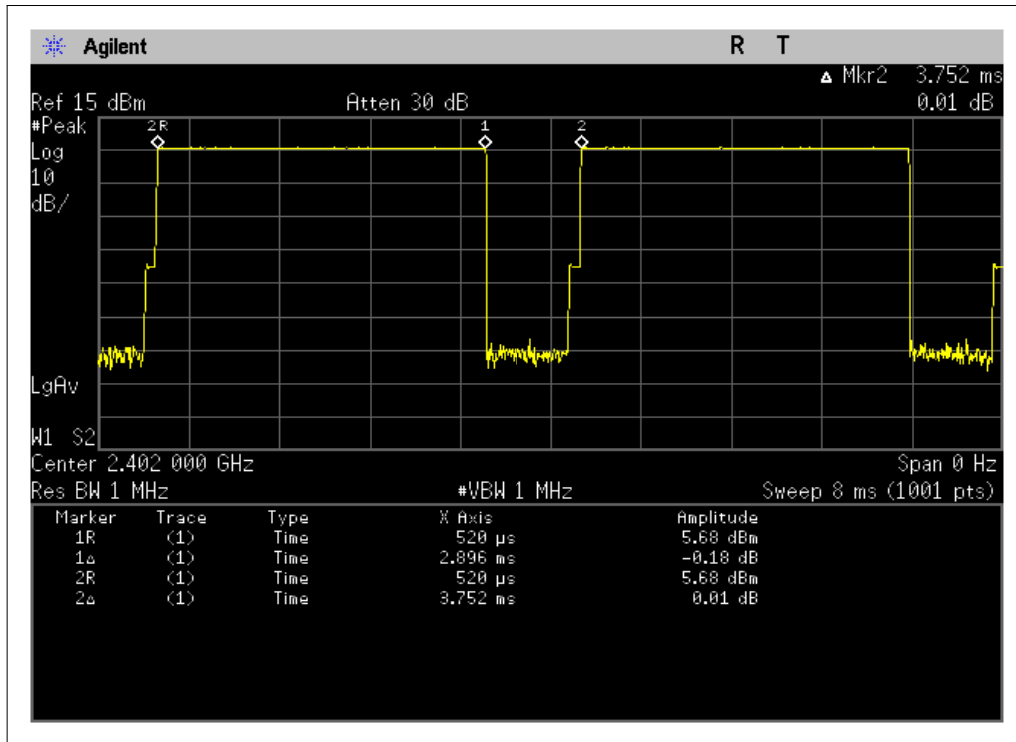 Agilent R T
Δ Mkr2 3.752 ms
Ref 15 dBm Atten 30 dB 0.01 dB
#Peak 2R 1 2
Log
10
dB/
LgAv
W1 S2
Center 2.402 000 GHz Span 0 Hz
Res BW 1 MHz #VBW 1 MHz Sweep 8 ms (1001 pts)
Marker Trace Type X Axis Amplitude
1R (1) Time 520 µs 5.68 dBm
1Δ (1) Time 2.896 ms -0.18 dB
2R (1) Time 520 µs 5.68 dBm
2Δ (1) Time 3.752 ms 0.01 dB